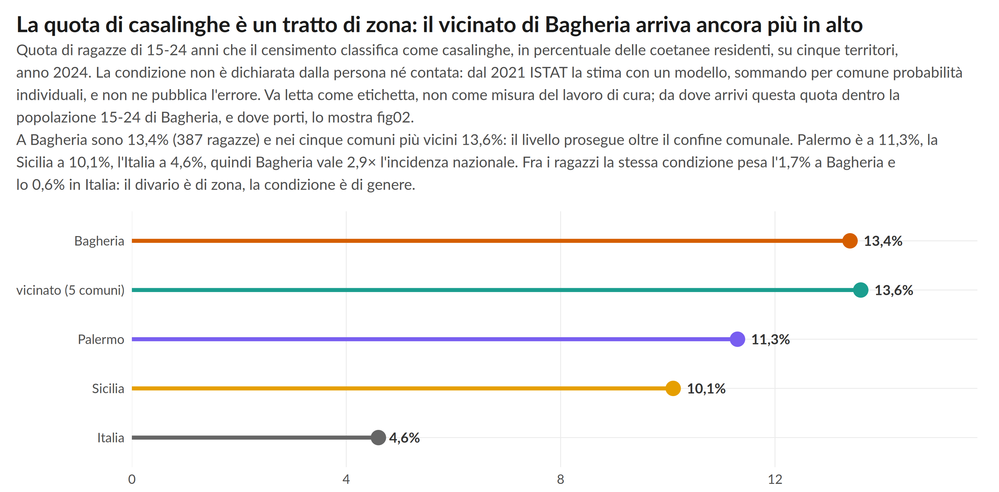 La quota di casalinghe è un tratto di zona: il vicinato di Bagheria arriva ancora più in alto
Quota di ragazze di 15-24 anni che il censimento classifica come casalinghe, in percentuale delle coetanee residenti, su cinque territori,
anno 2024. La condizione non è dichiarata dalla persona né contata: dal 2021 ISTAT la stima con un modello, sommando per comune probabilità
individuali, e non ne pubblica l'errore. Va letta come etichetta, non come misura del lavoro di cura; da dove arrivi questa quota dentro la
popolazione 15-24 di Bagheria, e dove porti, lo mostra fig02.
A Bagheria sono 13,4% (387 ragazze) e nei cinque comuni più vicini 13,6%: il livello prosegue oltre il confine comunale. Palermo è a 11,3%, la
Sicilia a 10,1%, l'Italia a 4,6%, quindi Bagheria vale 2,9× l'incidenza nazionale. Fra i ragazzi la stessa condizione pesa l'1,7% a Bagheria e
lo 0,6% in Italia: il divario è di zona, la condizione è di genere.
Bagheria 13,4%
vicinato (5 comuni) 13,6%
Palermo 11,3%
Sicilia 10,1%
Italia 4,6%
0 4 8 12